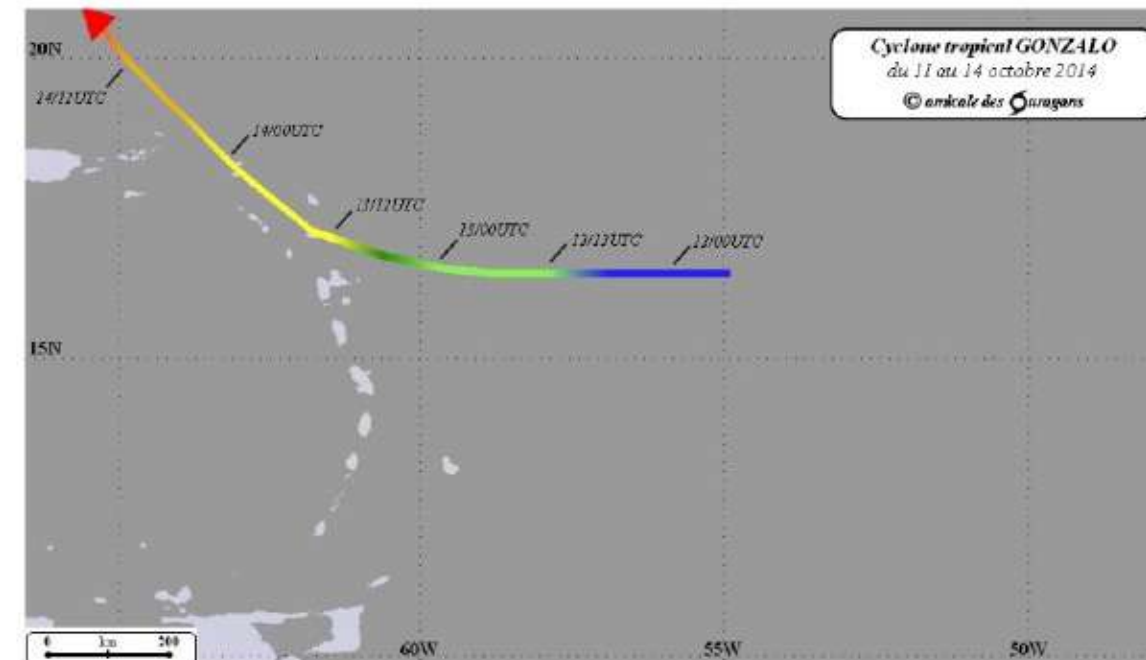 20N
Cyclone tropical GONZALO
du 11 au 14 octobre 2014
© amicale des Ouragans
14/12UTC
14/00UTC
13/12UTC
13/00UTC
12/12UTC
12/00UTC
15N
0 km 200
60W
55W
50W